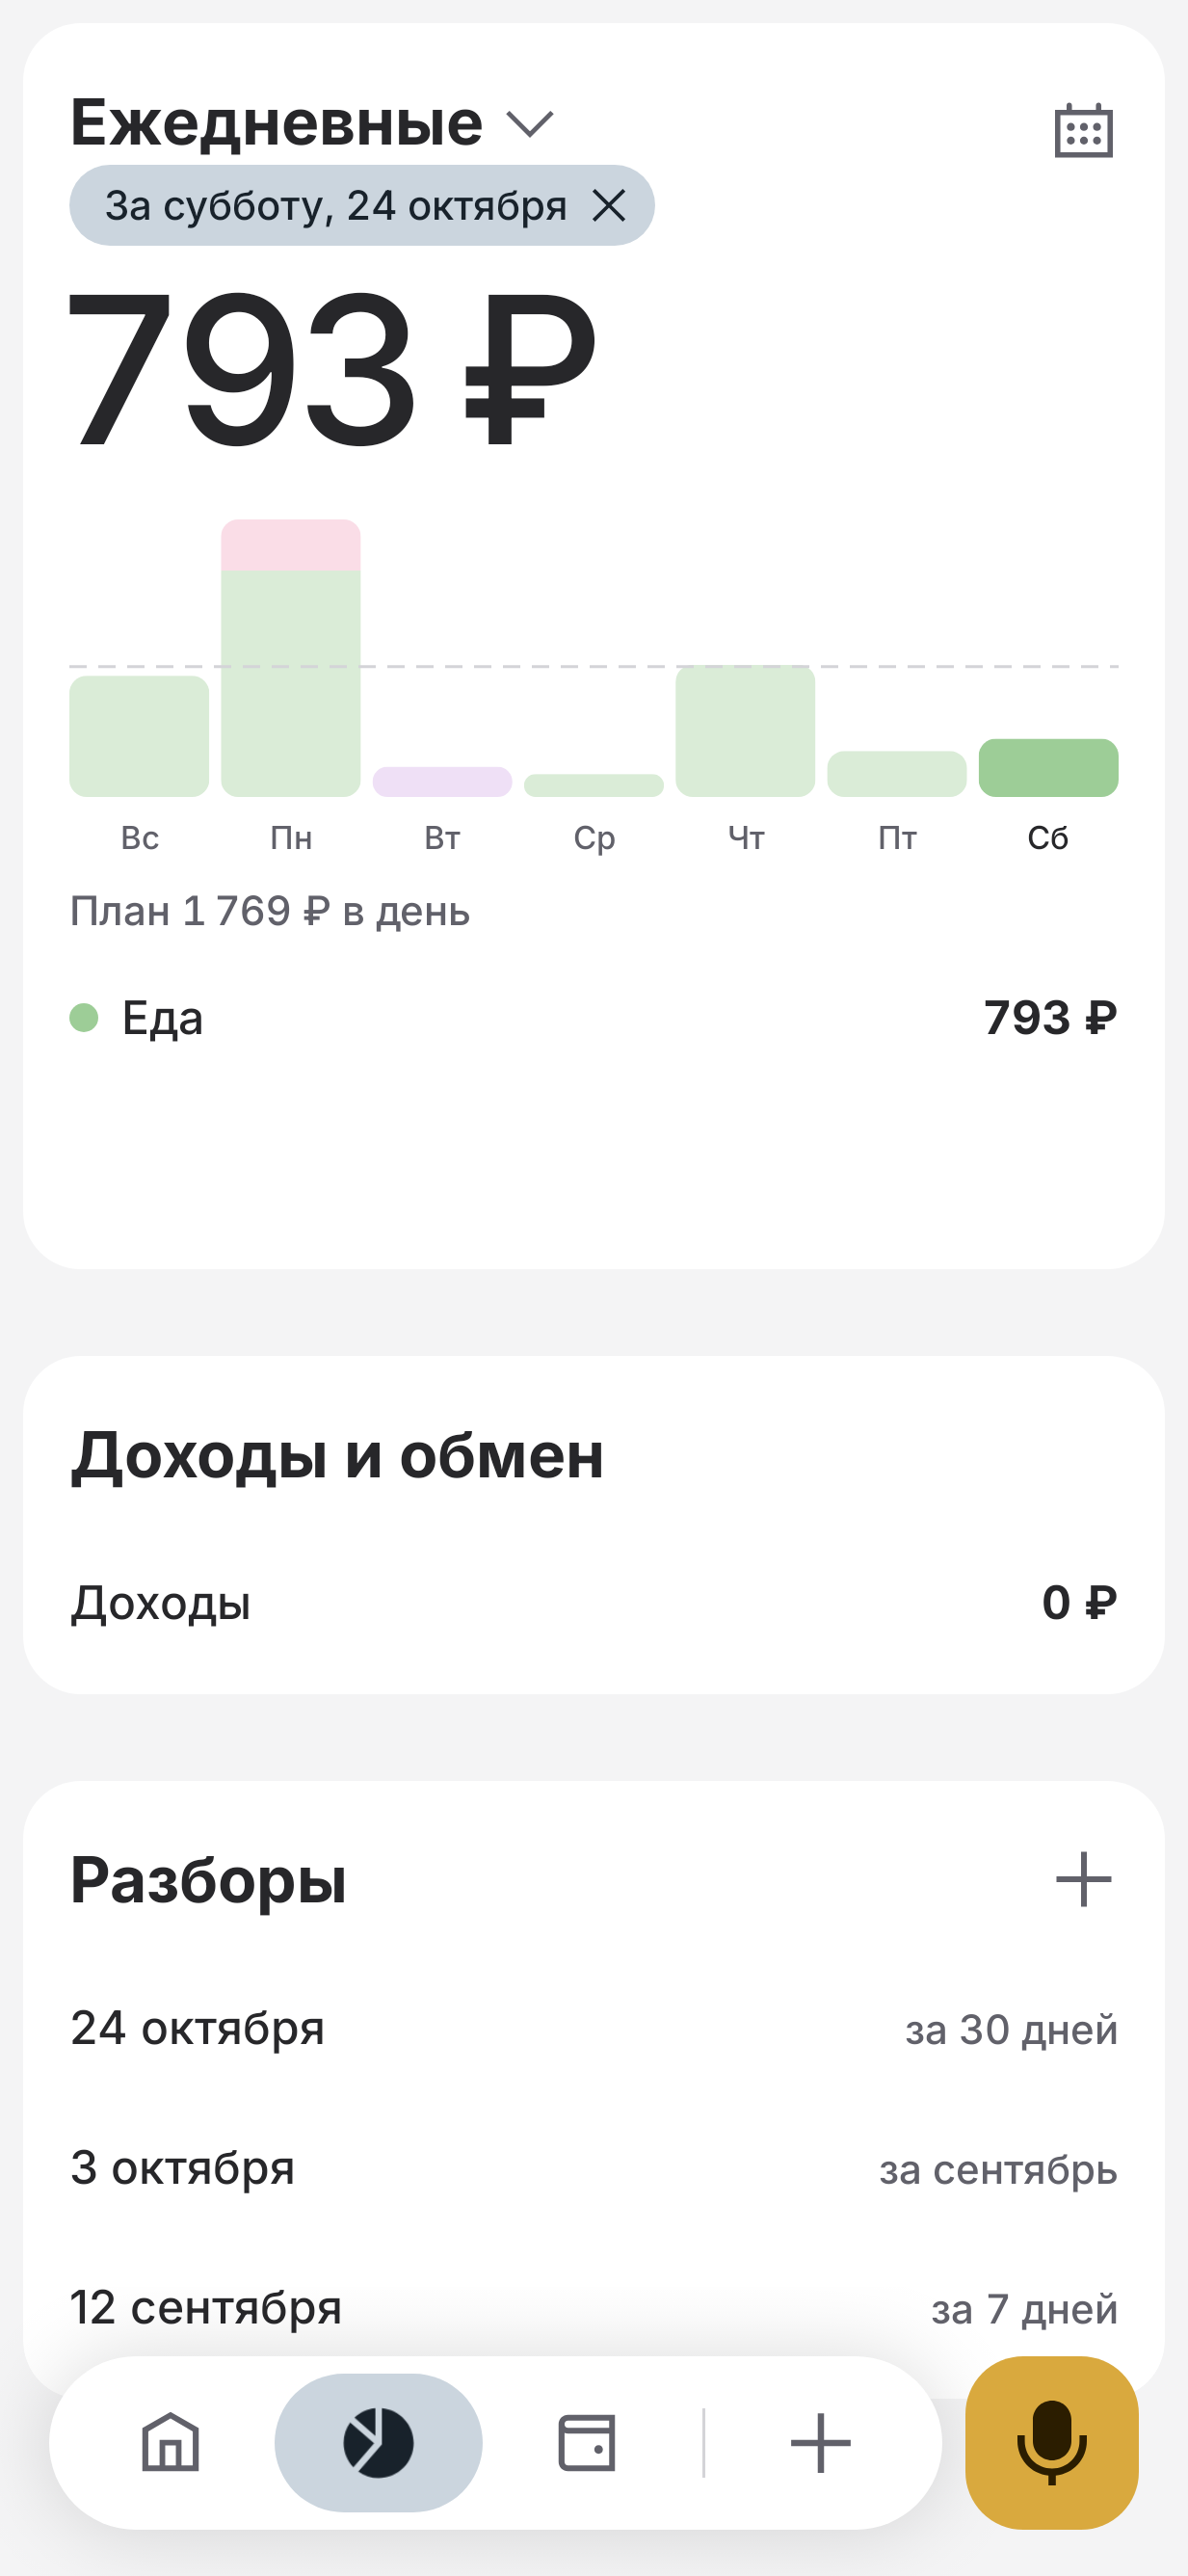 Ежедневные
За субботу, 24 октября
793 ₽
Вс Пн Вт Ср Чт Пт Сб
План 1 769 ₽ в день
Еда 793 ₽
Доходы и обмен
Доходы 0 ₽
Разборы
24 октября за 30 дней
3 октября за сентябрь
12 сентября за 7 дней